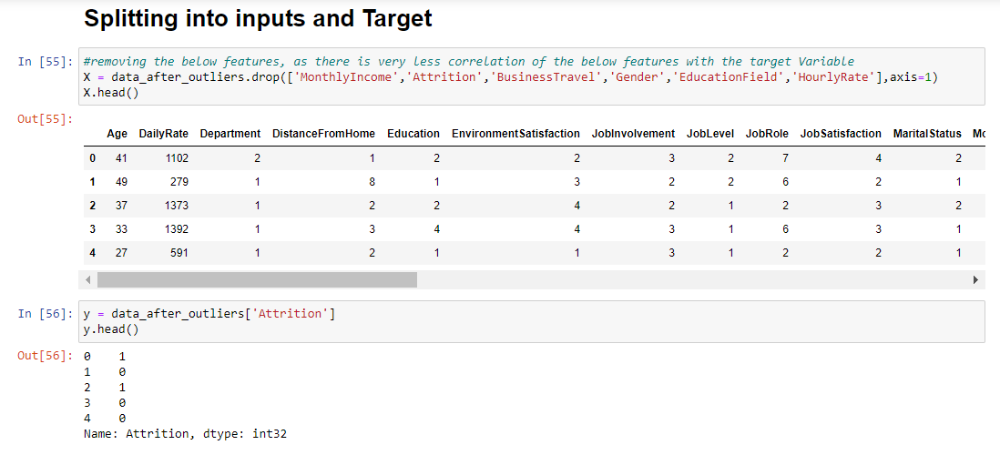 Splitting into inputs and Target
In [55]: #removing the below features, as there is very less correlation of the below features with the target Variable
X = data_after_outliers.drop(['MonthlyIncome','Attrition','BusinessTravel','Gender','EducationField','HourlyRate'],axis=1)
X.head()
Out[55]:
Age DailyRate Department DistanceFromHome Education EnvironmentSatisfaction JobInvolvement JobLevel JobRole JobSatisfaction MaritalStatus
0 41 1102 2 1 2 2 3 2 7 4 2
1 49 279 1 8 1 3 2 2 6 2 1
2 37 1373 1 2 2 4 2 1 2 3 2
3 33 1392 1 3 4 4 3 1 6 3 1
4 27 591 1 2 1 1 3 1 2 2 1
In [56]: y = data_after_outliers['Attrition']
y.head()
Out[56]: 0 1
1 0
2 1
3 0
4 0
Name: Attrition, dtype: int32